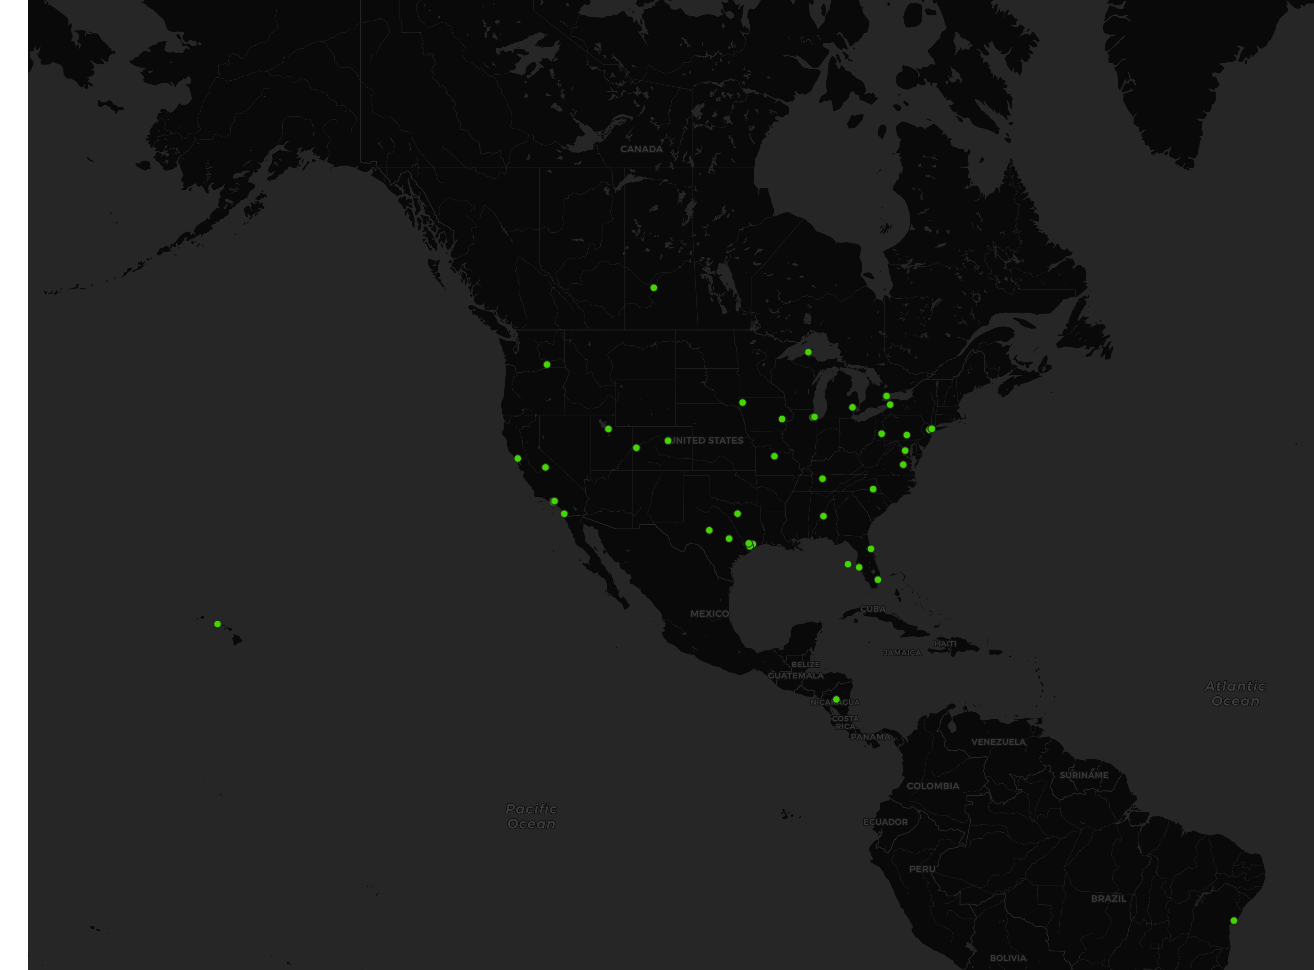 CANADA
UNITED STATES
MEXICO
CUBA
HAITI
JAMAICA
BELIZE
GUATEMALA
NICARAGUA
COSTA
RICA
PANAMA
Atlantic
Ocean
VENEZUELA
SURINAME
COLOMBIA
Pacific
Ocean
ECUADOR
PERU
BRAZIL
BOLIVIA